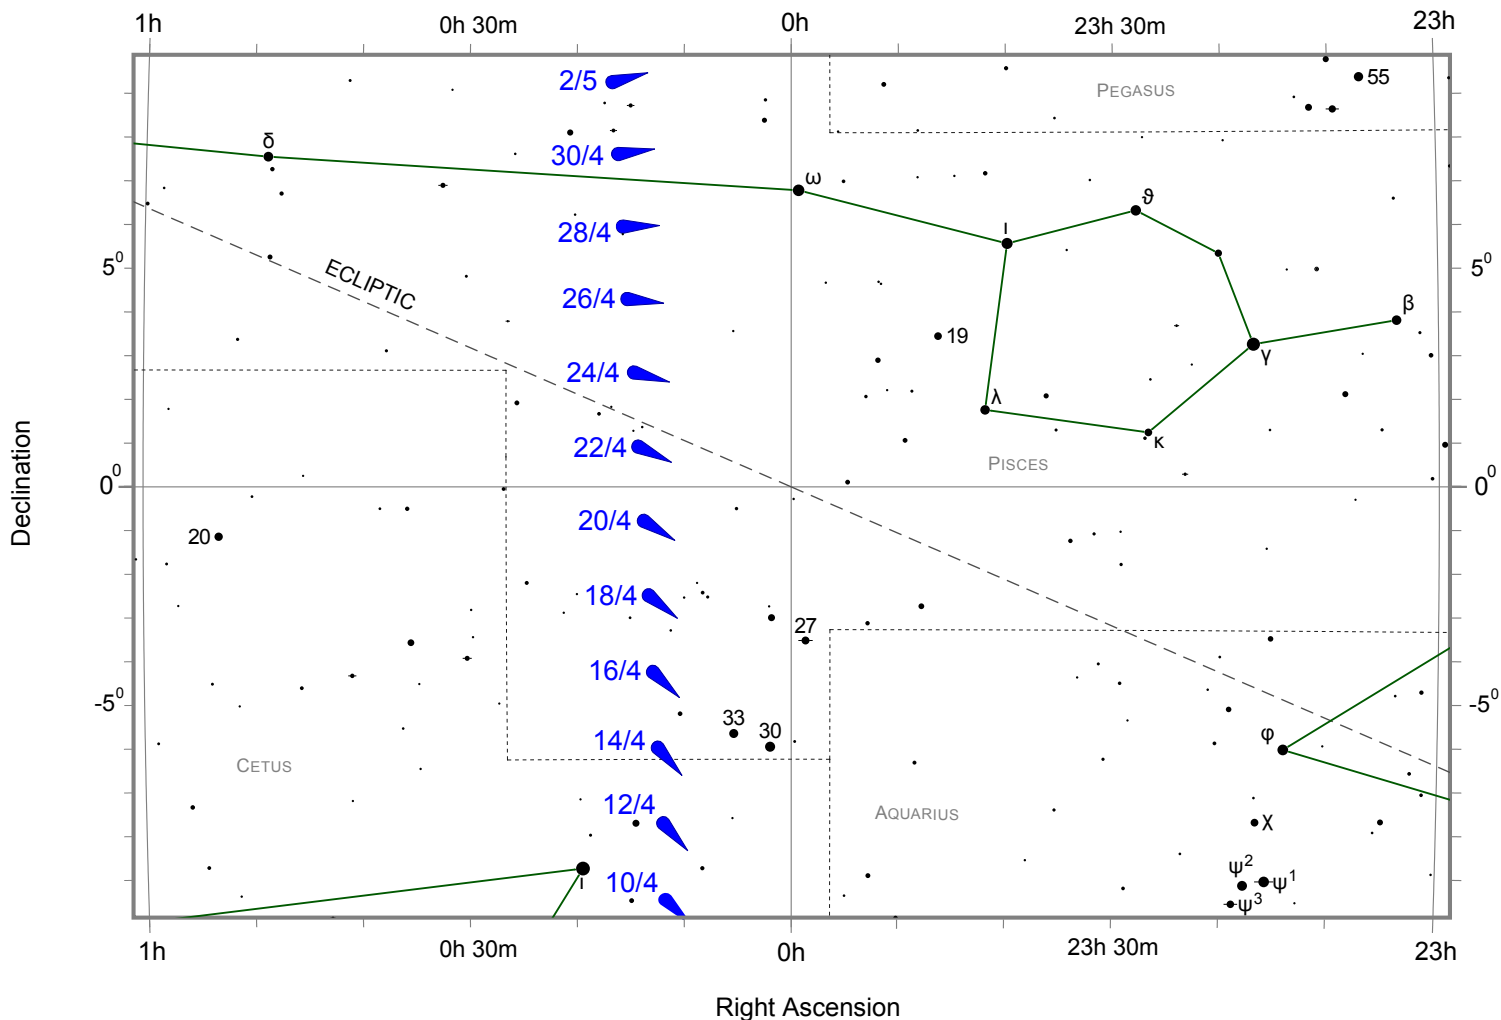 1h 0h 30m 0h 23h 30m 23h
2/5 PEGASUS 55
δ 30/4
ω ϑ
28/4 ι
5⁰ ECLIPTIC 5⁰
26/4 β
19 γ
24/4 λ
22/4 κ
PISCES
Declination
0⁰ 0⁰
20 20/4
18/4
27
16/4
-5⁰ -5⁰
33 30
14/4 φ
CETUS
12/4 AQUARIUS χ
ψ² ψ¹
10/4 ι
ψ³
1h 0h 30m 0h 23h 30m 23h
Right Ascension